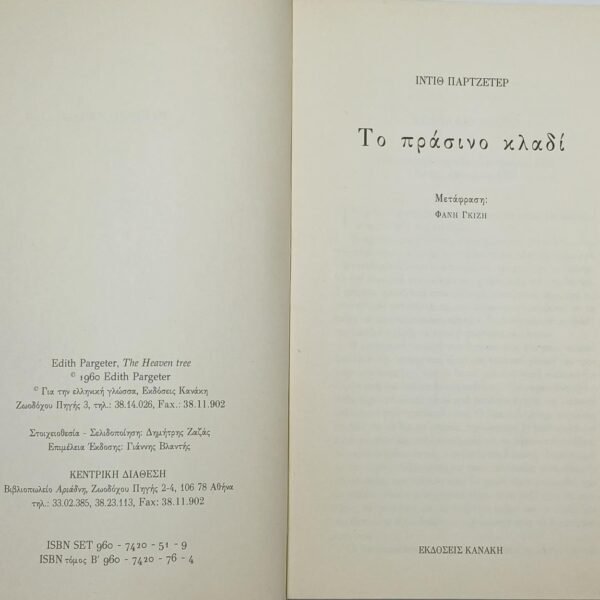 Edith Pargeter, The Heaven tree
© 1960 Edith Pargeter
© Για την ελληνική γλώσσα, Εκδόσεις Κανάκη
Ζωοδόχου Πηγής 3, τηλ.: 38.14.026, Fax.: 38.11.902
Στοιχειοθεσία - Σελιδοποίηση: Δημήτρης Ζαζάς
Επιμέλεια Έκδοσης: Γιάννης Βλαντής
ΚΕΝΤΡΙΚΗ ΔΙΑΘΕΣΗ
Βιβλιοπωλείο Αριάδνη, Ζωοδόχου Πηγής 2-4, 106 78 Αθήνα
τηλ.: 33.02.385, 38.23.113, Fax: 38.11.902
ISBN SET 960 - 7420 - 51 - 9
ISBN τόμος Β' 960 - 7420 - 76 - 4
ΙΝΤΙΘ ΠΑΡΤΖΕΤΕΡ
Το πράσινο κλαδί
Μετάφραση:
ΦΑΝΗ ΓΚΙΖΗ
ΕΚΔΟΣΕΙΣ ΚΑΝΑΚΗ